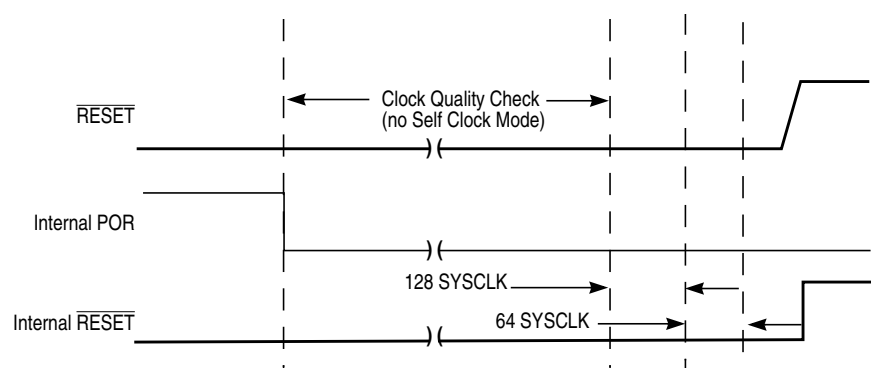 Clock Quality Check
(no Self Clock Mode)
RESET
Internal POR
128 SYSCLK
64 SYSCLK
Internal RESET